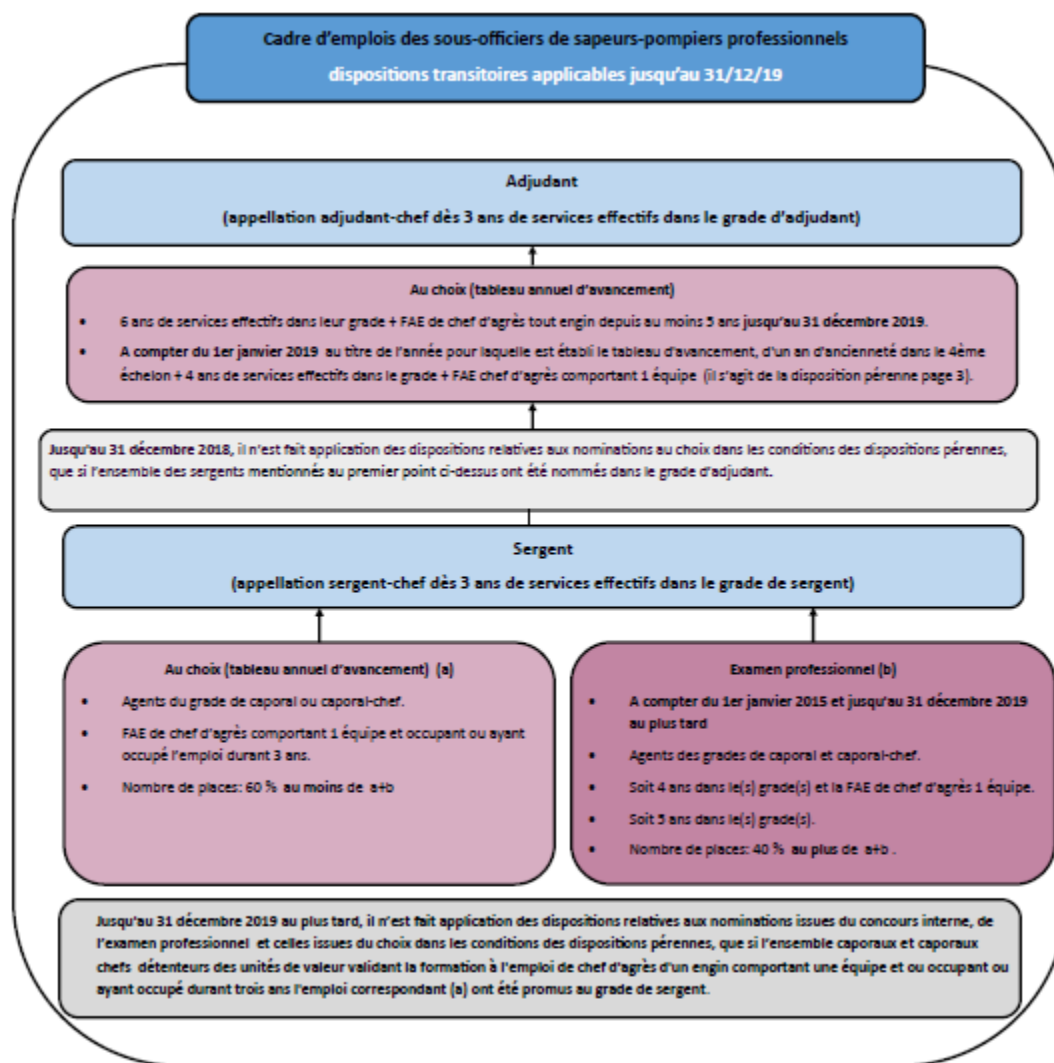 Cadre d'emplois des sous-officiers de sapeurs-pompiers professionnels
dispositions transitoires applicables jusqu'au 31/12/19
Adjudant
(appellation adjudant-chef dès 3 ans de services effectifs dans le grade d'adjudant)
Au choix (tableau annuel d'avancement)
• 6 ans de services effectifs dans leur grade + FAE de chef d'agrès tout engin depuis au moins 5 ans jusqu'au 31 décembre 2019.
• A compter du 1er janvier 2019 au titre de l'année pour laquelle est établi le tableau d'avancement, d'un an d'ancienneté dans le 4ème
échelon + 4 ans de services effectifs dans le grade + FAE chef d'agrès comportant 1 équipe (il s'agit de la disposition pérenne page 3).
Jusqu'au 31 décembre 2018, il n'est fait application des dispositions relatives aux nominations au choix dans les conditions des dispositions pérennes,
que si l'ensemble des sergents mentionnés au premier point ci-dessus ont été nommés dans le grade d'adjudant.
Sergent
(appellation sergent-chef dès 3 ans de services effectifs dans le grade de sergent)
Au choix (tableau annuel d'avancement) (a)
• Agents du grade de caporal ou caporal-chef.
• FAE de chef d'agrès comportant 1 équipe et occupant ou ayant
occupé l'emploi durant 3 ans.
• Nombre de places: 60 % au moins de a+b
Examen professionnel (b)
• A compter du 1er janvier 2015 et jusqu'au 31 décembre 2019
au plus tard
• Agents des grades de caporal et caporal-chef.
• Soit 4 ans dans le(s) grade(s) et la FAE de chef d'agrès 1 équipe.
• Soit 5 ans dans le(s) grade(s).
• Nombre de places: 40 % au plus de a+b .
Jusqu'au 31 décembre 2019 au plus tard, il n'est fait application des dispositions relatives aux nominations issues du concours interne, de
l'examen professionnel et celles issues du choix dans les conditions des dispositions pérennes, que si l'ensemble caporaux et caporaux
chefs détenteurs des unités de valeur validant la formation à l'emploi de chef d'agrès d'un engin comportant une équipe et ou occupant ou
ayant occupé durant trois ans l'emploi correspondant (a) ont été promus au grade de sergent.